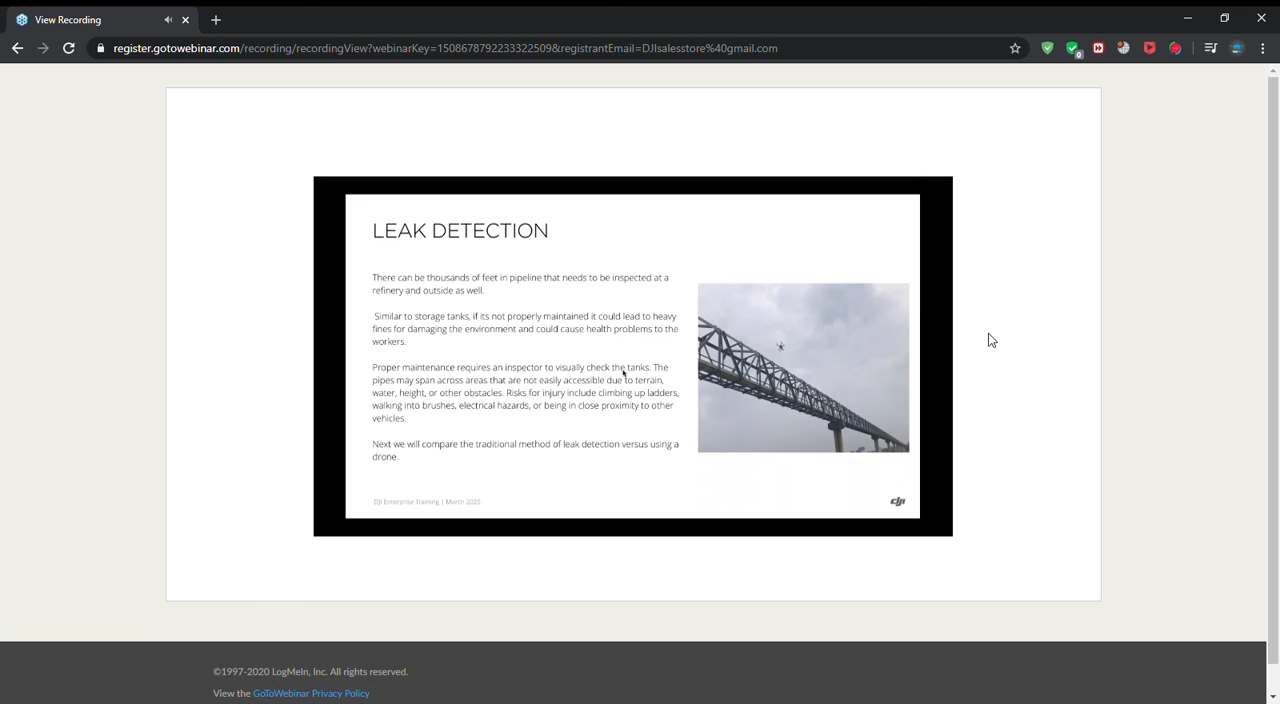 View Recording
register.gotowebinar.com/recording/recordingView?webinarKey=1508678792233322509&registrantEmail=DJIsalesstore%40gmail.com
0
LEAK DETECTION
There can be thousands of feet in pipeline that needs to be inspected at a
refinery and outside as well.
Similar to storage tanks, if its not properly maintained it could lead to heavy
fines for damaging the environment and could cause health problems to the
workers.
Proper maintenance requires an inspector to visually check the tanks. The
pipes may span across areas that are not easily accessible due to terrain,
water, height, or other obstacles. Risks for injury include climbing up ladders,
walking into brushes, electrical hazards, or being in close proximity to other
vehicles.
Next we will compare the traditional method of leak detection versus using a
drone.
DJI Enterprise Training | March 2020
dji
©1997-2020 LogMeIn, Inc. All rights reserved.
View the GoToWebinar Privacy Policy